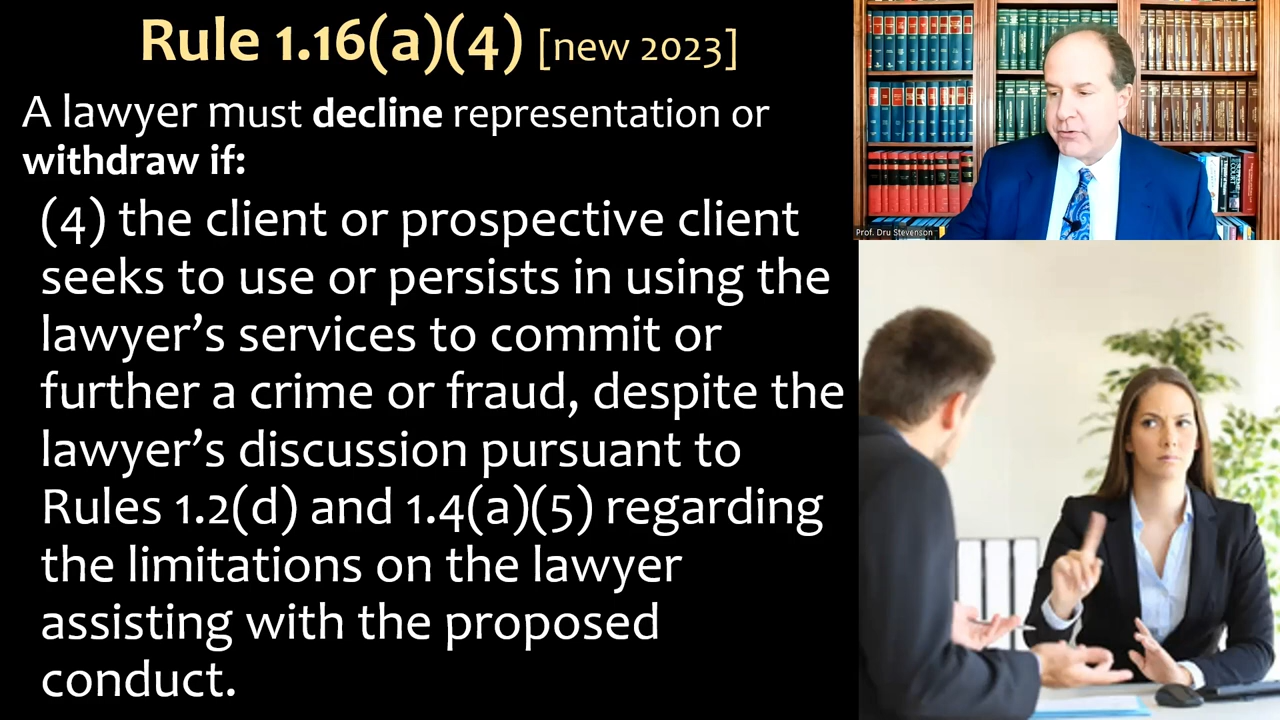 Rule 1.16(a)(4) [new 2023]
A lawyer must decline representation or
withdraw if:
(4) the client or prospective client
seeks to use or persists in using the
lawyer’s services to commit or
further a crime or fraud, despite the
lawyer’s discussion pursuant to
Rules 1.2(d) and 1.4(a)(5) regarding
the limitations on the lawyer
assisting with the proposed
conduct.
Prof. Dru Stevenson